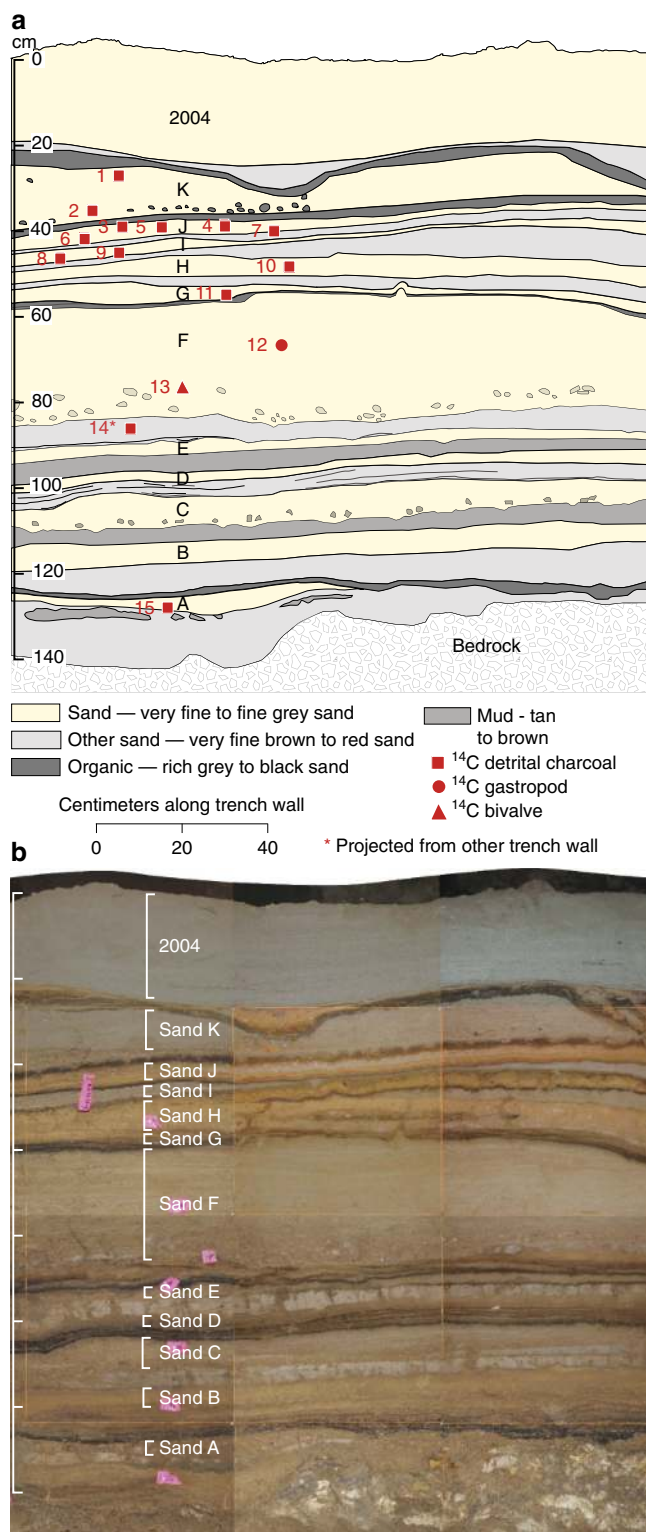 a
cm
0
2004
20
1
K
2
3
5
4
J
7
40
6
I
8
9
H
10
G
11
60
F
12
13
80
14*
E
D
100
C
B
120
A
15
Bedrock
140
Sand — very fine to fine grey sand
Other sand — very fine brown to red sand
Organic — rich grey to black sand
Mud - tan
to brown
14C detrital charcoal
14C gastropod
14C bivalve
Centimeters along trench wall
0 20 40
* Projected from other trench wall
b
2004
Sand K
Sand J
Sand I
Sand H
Sand G
Sand F
Sand E
Sand D
Sand C
Sand B
Sand A